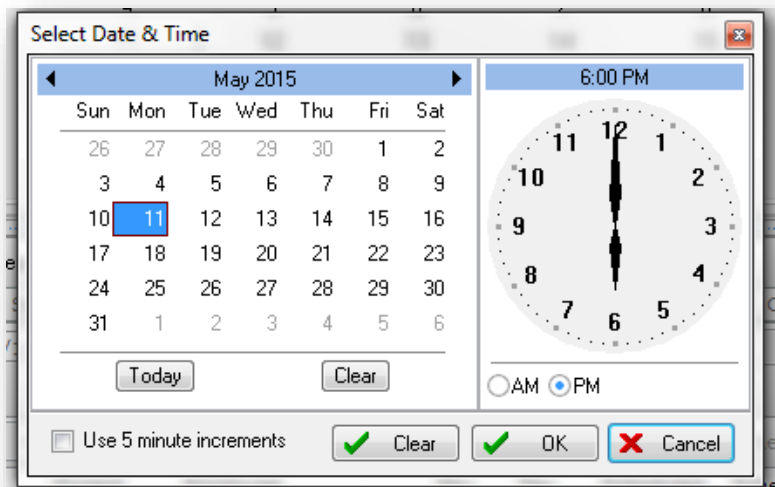 Select Date & Time
May 2015
Sun Mon Tue Wed Thu Fri Sat
26 27 28 29 30 1 2
3 4 5 6 7 8 9
10 11 12 13 14 15 16
17 18 19 20 21 22 23
24 25 26 27 28 29 30
31 1 2 3 4 5 6
Today Clear
6:00 PM
12
11 1
10 2
9 3
8 4
7 5
6
AM PM
Use 5 minute increments Clear OK Cancel